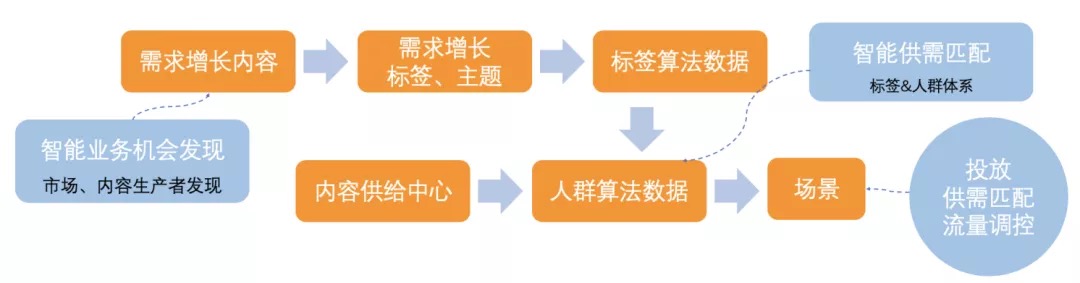 需求增长内容
需求增长
标签、主题
标签算法数据
智能供需匹配
标签&人群体系
智能业务机会发现
市场、内容生产者发现
内容供给中心
人群算法数据
场景
投放
供需匹配
流量调控